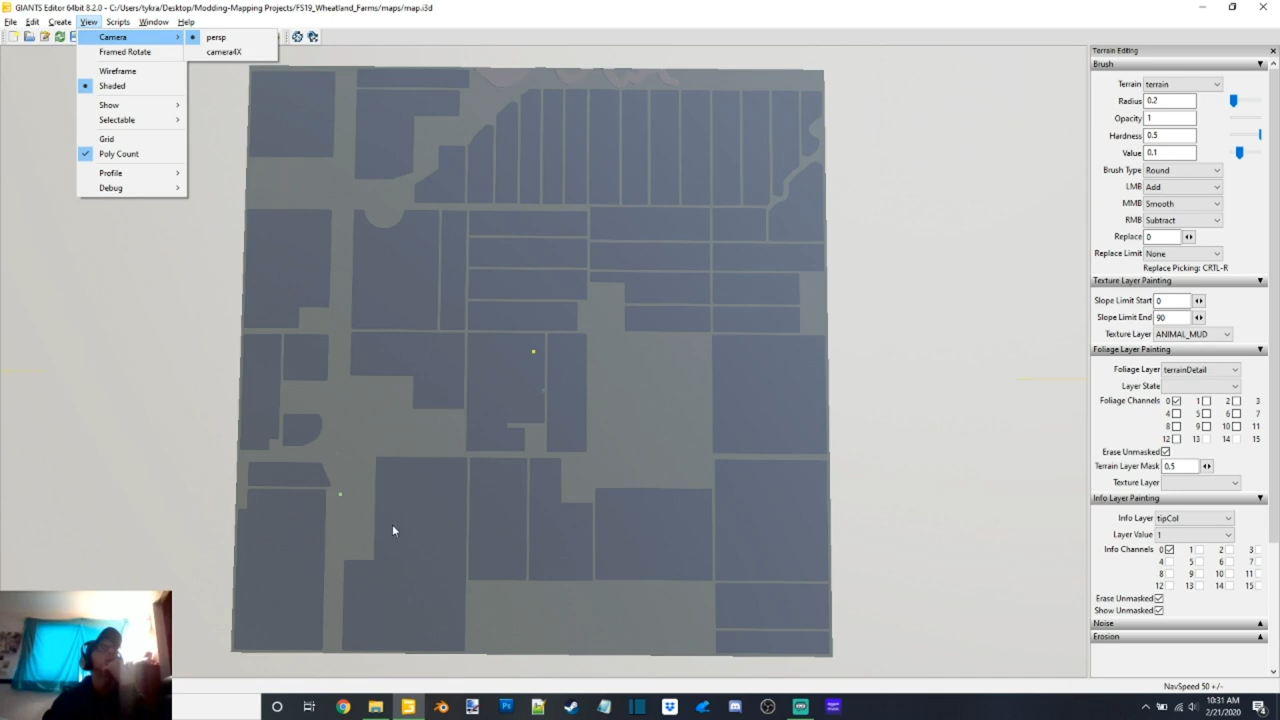 GIANTS Editor 64bit 8.2.0 - C:/Users/tykra/Desktop/Modding-Mapping Projects/FS19_Wheatland_Farms/maps/map.i3d
File Edit Create View Scripts Window Help
Camera
persp
camera4X
Framed Rotate
Wireframe
Shaded
Show
Selectable
Grid
Poly Count
Profile
Debug
Terrain Editing
Brush
Terrain terrain
Radius 0.2
Opacity 1
Hardness 0.5
Value 0.1
Brush Type Round
LMB Add
MMB Smooth
RMB Subtract
Replace 0
Replace Limit None
Replace Picking: CRTL-R
Texture Layer Painting
Slope Limit Start 0
Slope Limit End 90
Texture Layer ANIMAL_MUD
Foliage Layer Painting
Foliage Layer terrainDetail
Layer State
Foliage Channels 0 1 2 3
4 5 6 7
8 9 10 11
12 13 14 15
Erase Unmasked
Terrain Layer Mask 0.5
Texture Layer
Info Layer Painting
Info Layer tipCol
Layer Value 1
Info Channels 0 1 2 3
4 5 6 7
8 9 10 11
12 13 14 15
Erase Unmasked
Show Unmasked
Noise
Erosion
NavSpeed 50 +/-
10:31 AM
2/21/2020